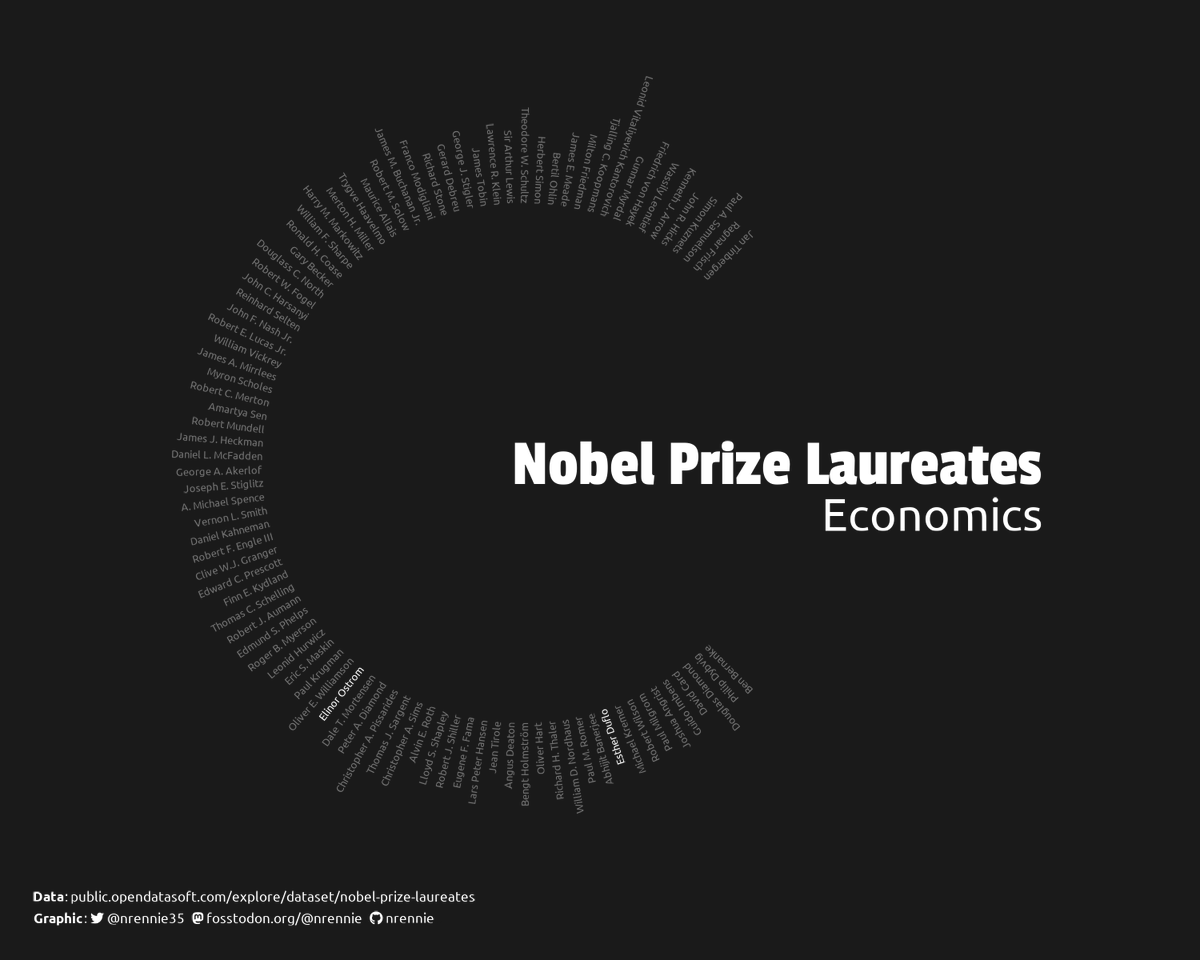 Jan Tinbergen
Ragnar Frisch
Paul A. Samuelson
Simon Kuznets
John R. Hicks
Kenneth J. Arrow
Wassily Leontief
Friedrich von Hayek
Gunnar Myrdal
Leonid Vitaliyevich Kantorovich
Tjalling C. Koopmans
Milton Friedman
James E. Meade
Bertil Ohlin
Herbert Simon
Theodore W. Schultz
Sir Arthur Lewis
Lawrence R. Klein
James Tobin
George J. Stigler
Gerard Debreu
Richard Stone
Franco Modigliani
James M. Buchanan Jr.
Robert M. Solow
Maurice Allais
Trygve Haavelmo
Merton H. Miller
Harry M. Markowitz
William F. Sharpe
Ronald H. Coase
Gary Becker
Douglass C. North
Robert W. Fogel
John C. Harsanyi
Reinhard Selten
John F. Nash Jr.
Robert E. Lucas Jr.
William Vickrey
James A. Mirrlees
Myron Scholes
Robert C. Merton
Amartya Sen
Robert Mundell
James J. Heckman
Daniel L. McFadden
George A. Akerlof
Joseph E. Stiglitz
A. Michael Spence
Vernon L. Smith
Daniel Kahneman
Robert F. Engle III
Clive W.J. Granger
Edward C. Prescott
Finn E. Kydland
Thomas C. Schelling
Robert J. Aumann
Edmund S. Phelps
Roger B. Myerson
Leonid Hurwicz
Eric S. Maskin
Paul Krugman
Oliver E. Williamson
Elinor Ostrom
Dale T. Mortensen
Peter A. Diamond
Christopher A. Pissarides
Thomas J. Sargent
Christopher A. Sims
Alvin E. Roth
Lloyd S. Shapley
Robert J. Shiller
Eugene F. Fama
Lars Peter Hansen
Jean Tirole
Angus Deaton
Bengt Holmström
Oliver Hart
Richard H. Thaler
William D. Nordhaus
Paul M. Romer
Abhijit Banerjee
Esther Duflo
Michael Kremer
Robert Wilson
Paul Milgrom
Joshua Angrist
Guido Imbens
David Card
Douglas Diamond
Philip Dybvig
Ben Bernanke
Nobel Prize Laureates
Economics
Data: public.opendatasoft.com/explore/dataset/nobel-prize-laureates
Graphic: @nrennie35 fosstodon.org/@nrennie nrennie